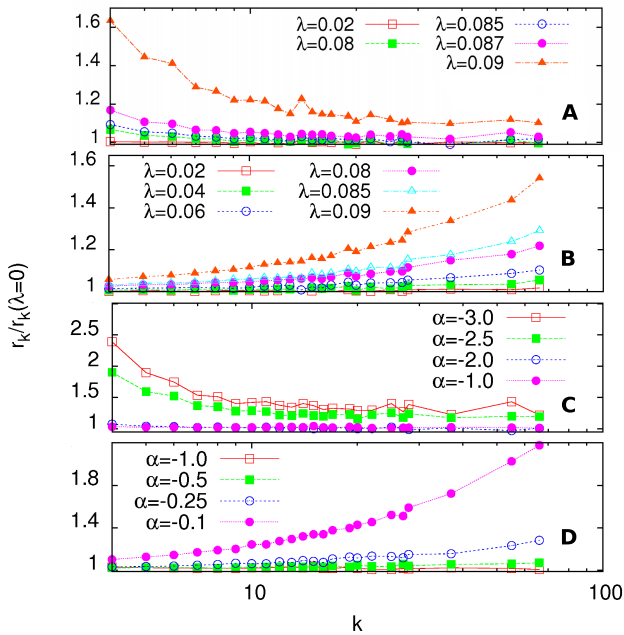 1.6
1.4
1.2
1
λ=0.02
λ=0.08
λ=0.085
λ=0.087
λ=0.09
A
1.6
1.4
1.2
1
λ=0.02
λ=0.04
λ=0.06
λ=0.08
λ=0.085
λ=0.09
B
rk/rk(λ=0)
2.5
2
1.5
1
α=-3.0
α=-2.5
α=-2.0
α=-1.0
C
1.8
1.4
1
α=-1.0
α=-0.5
α=-0.25
α=-0.1
D
10
100
k